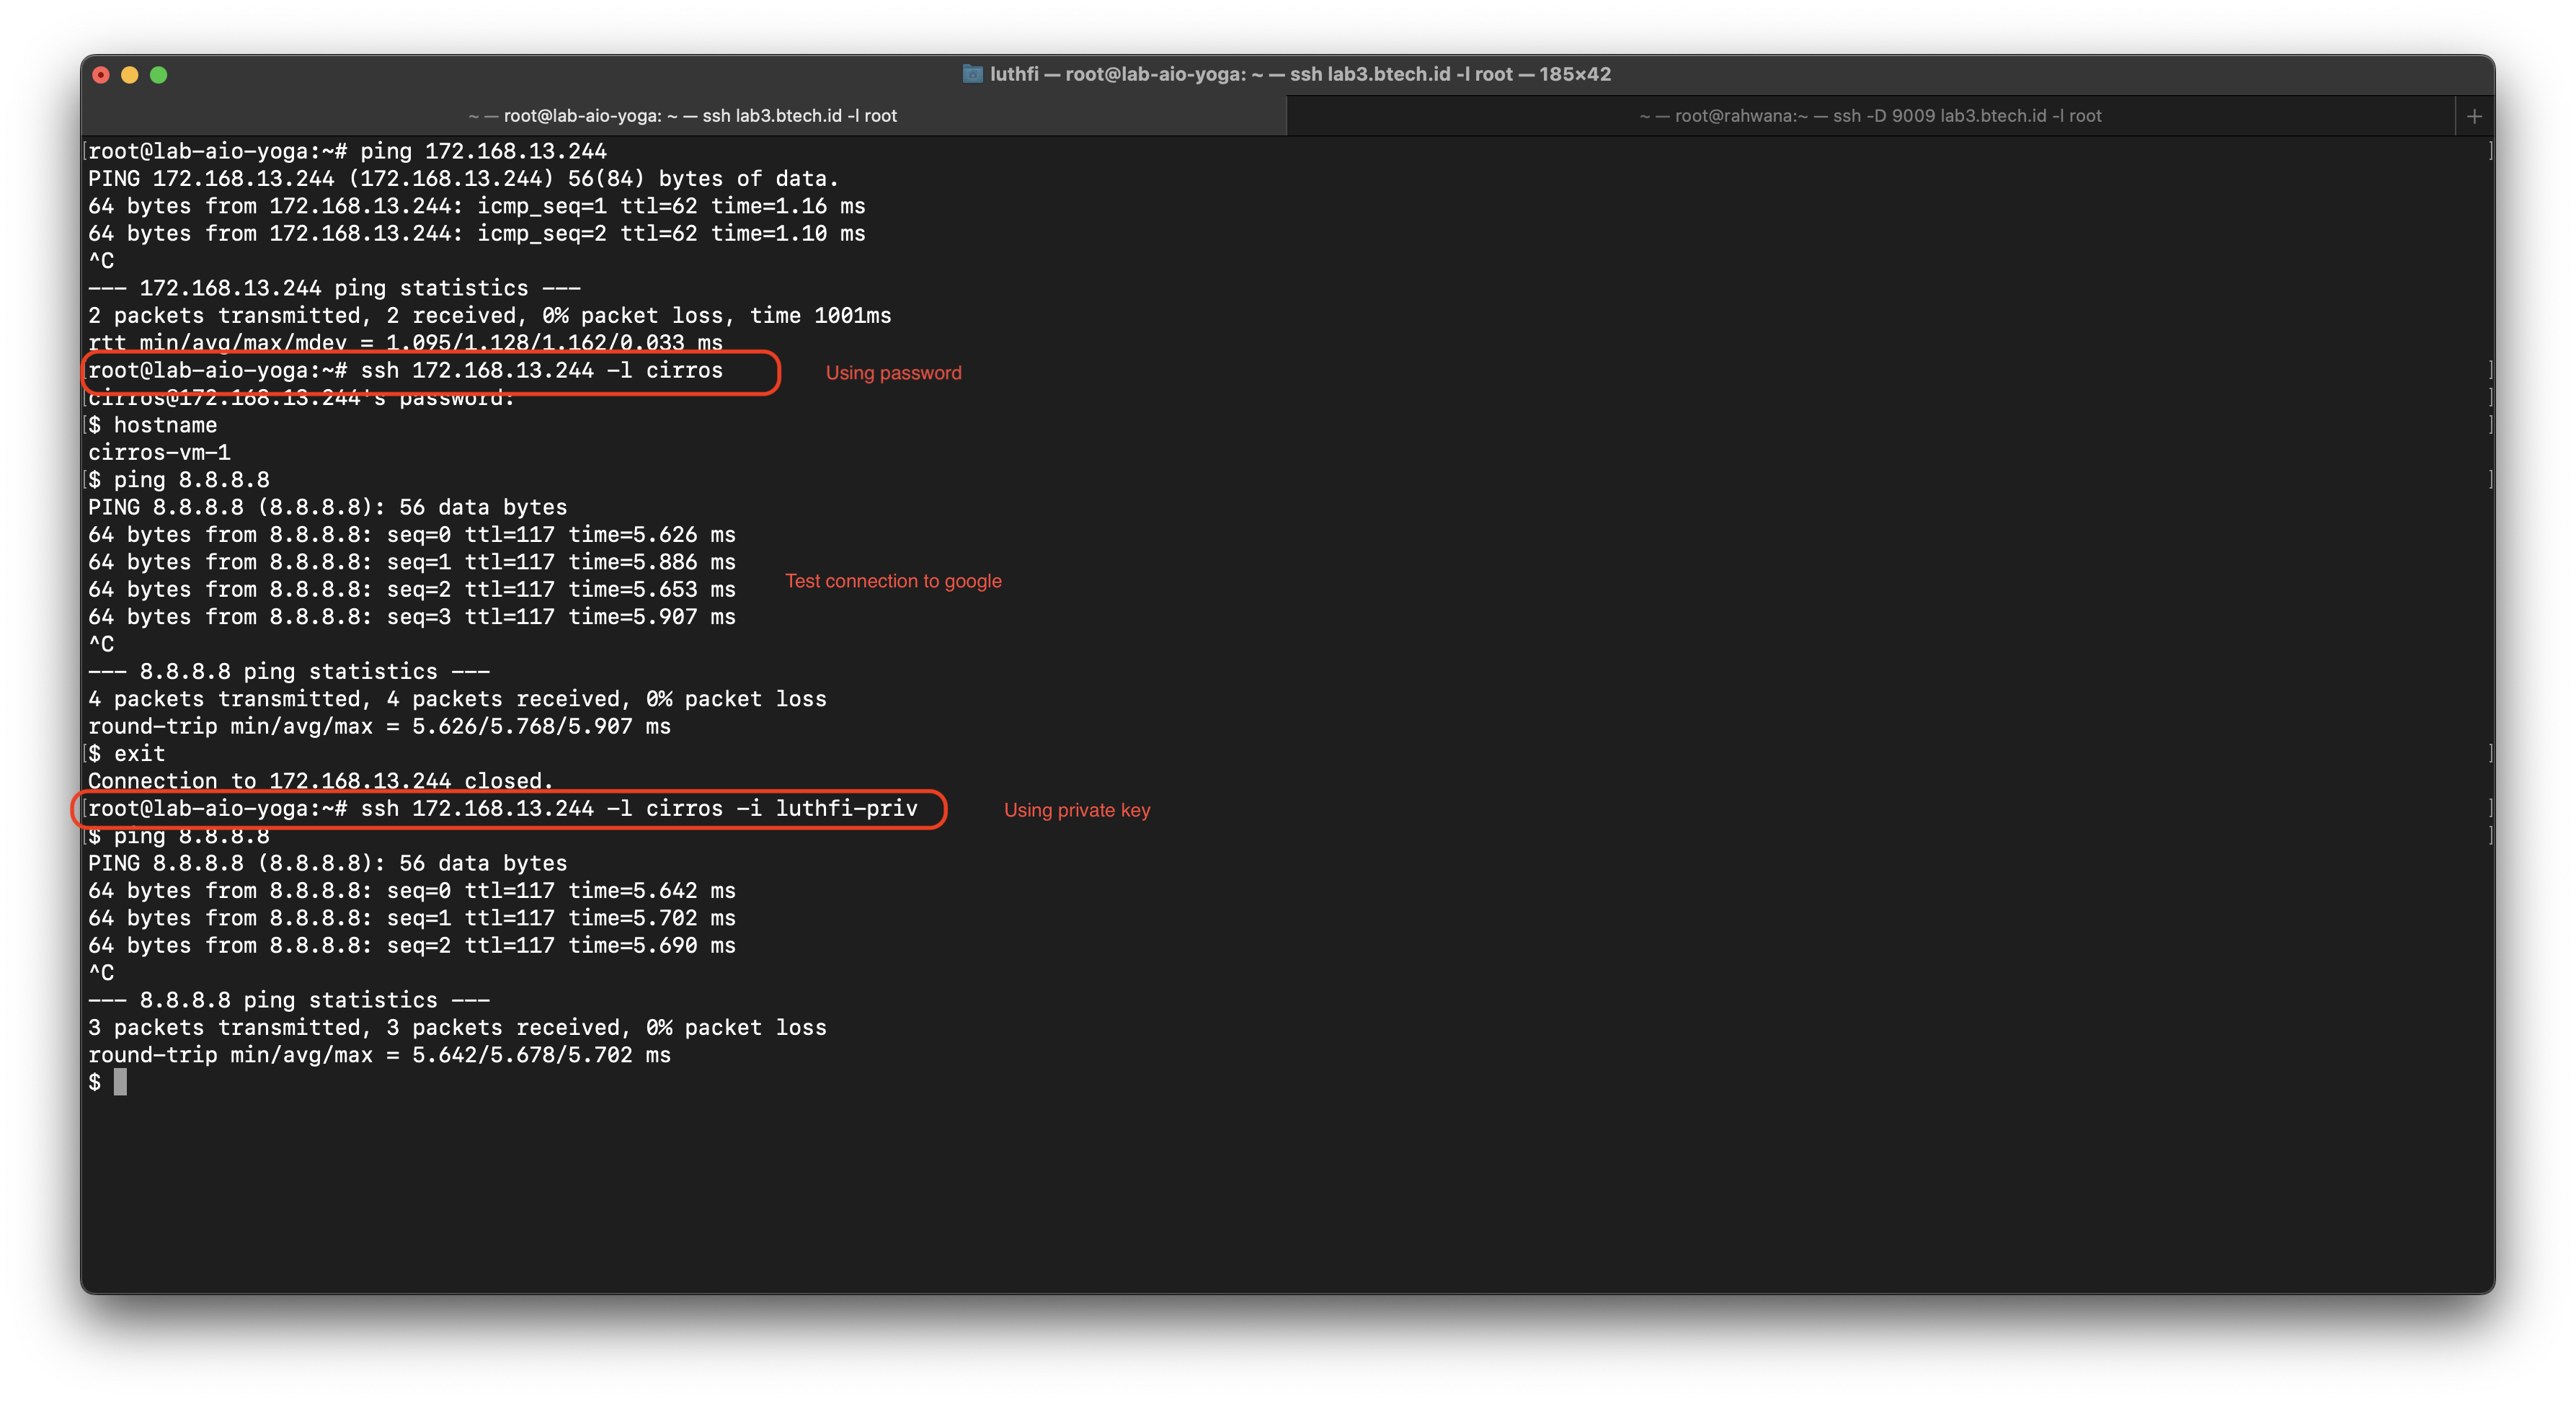 luthfi — root@lab-aio-yoga: ~ — ssh lab3.btech.id -l root — 185×42
~ — root@lab-aio-yoga: ~ — ssh lab3.btech.id -l root
~ — root@rahwana:~ — ssh -D 9009 lab3.btech.id -l root
+
[root@lab-aio-yoga:~# ping 172.168.13.244 ]
PING 172.168.13.244 (172.168.13.244) 56(84) bytes of data.
64 bytes from 172.168.13.244: icmp_seq=1 ttl=62 time=1.16 ms
64 bytes from 172.168.13.244: icmp_seq=2 ttl=62 time=1.10 ms
^C
--- 172.168.13.244 ping statistics ---
2 packets transmitted, 2 received, 0% packet loss, time 1001ms
rtt min/avg/max/mdev = 1.095/1.128/1.162/0.033 ms
[root@lab-aio-yoga:~# ssh 172.168.13.244 -l cirros ]
Using password
[cirros@172.168.13.244's password: ]
[$ hostname ]
cirros-vm-1
[$ ping 8.8.8.8 ]
PING 8.8.8.8 (8.8.8.8): 56 data bytes
64 bytes from 8.8.8.8: seq=0 ttl=117 time=5.626 ms
64 bytes from 8.8.8.8: seq=1 ttl=117 time=5.886 ms
Test connection to google
64 bytes from 8.8.8.8: seq=2 ttl=117 time=5.653 ms
64 bytes from 8.8.8.8: seq=3 ttl=117 time=5.907 ms
^C
--- 8.8.8.8 ping statistics ---
4 packets transmitted, 4 packets received, 0% packet loss
round-trip min/avg/max = 5.626/5.768/5.907 ms
[$ exit ]
Connection to 172.168.13.244 closed.
[root@lab-aio-yoga:~# ssh 172.168.13.244 -l cirros -i luthfi-priv ]
Using private key
[$ ping 8.8.8.8 ]
PING 8.8.8.8 (8.8.8.8): 56 data bytes
64 bytes from 8.8.8.8: seq=0 ttl=117 time=5.642 ms
64 bytes from 8.8.8.8: seq=1 ttl=117 time=5.702 ms
64 bytes from 8.8.8.8: seq=2 ttl=117 time=5.690 ms
^C
--- 8.8.8.8 ping statistics ---
3 packets transmitted, 3 packets received, 0% packet loss
round-trip min/avg/max = 5.642/5.678/5.702 ms
$